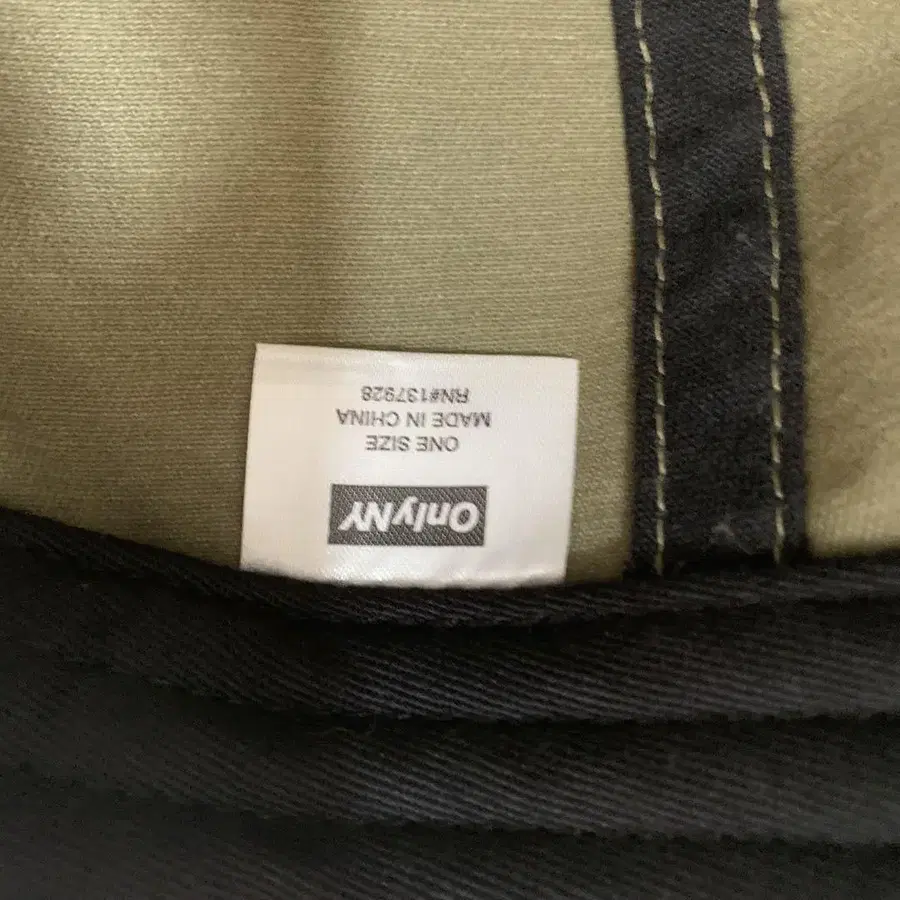 OnlyNY
ONE SIZE
MADE IN CHINA
RN#137928